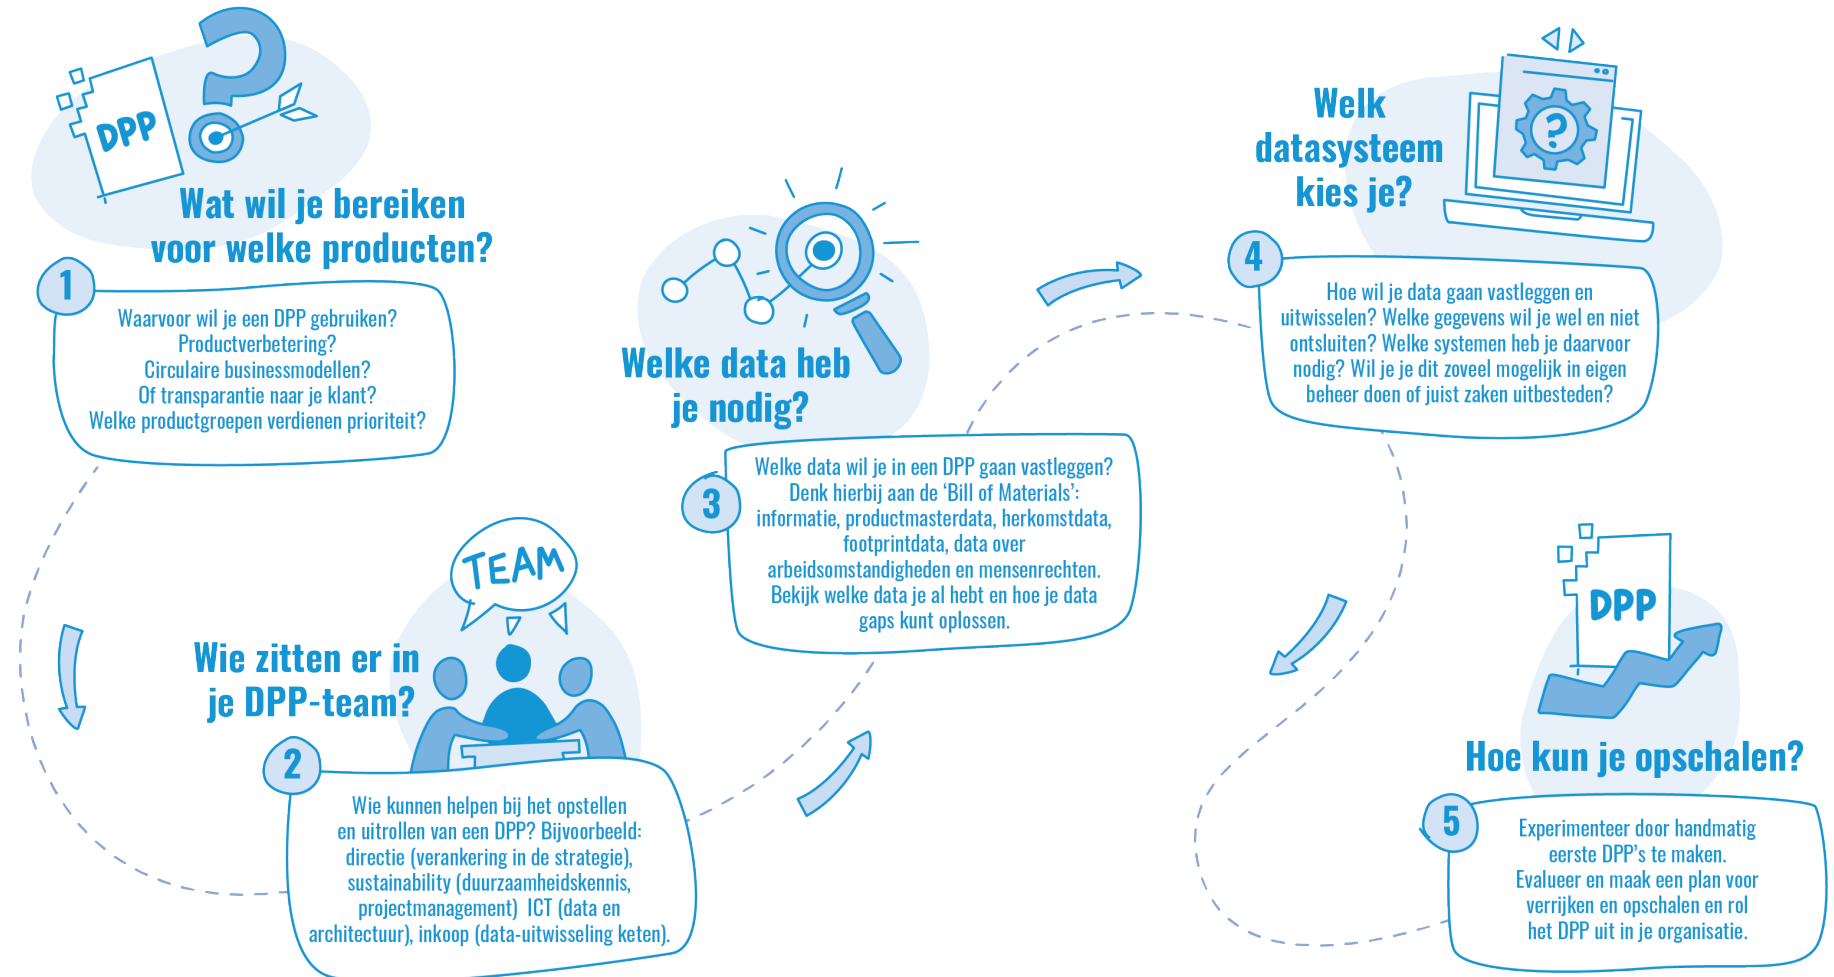 DPP
Wat wil je bereiken
voor welke producten?
1
Waarvoor wil je een DPP gebruiken?
Productverbetering?
Circulaire businessmodellen?
Of transparantie naar je klant?
Welke productgroepen verdienen prioriteit?
TEAM
Wie zitten er in
je DPP-team?
2
Wie kunnen helpen bij het opstellen
en uitrollen van een DPP? Bijvoorbeeld:
directie (verankering in de strategie),
sustainability (duurzaamheidskennis,
projectmanagement) ICT (data en
architectuur), inkoop (data-uitwisseling keten).
Welke data heb
je nodig?
3
Welke data wil je in een DPP gaan vastleggen?
Denk hierbij aan de ‘Bill of Materials’:
informatie, productmasterdata, herkomstdata,
footprintdata, data over
arbeidsomstandigheden en mensenrechten.
Bekijk welke data je al hebt en hoe je data
gaps kunt oplossen.
Welk
datasysteem
kies je?
?
4
Hoe wil je data gaan vastleggen en
uitwisselen? Welke gegevens wil je wel en niet
ontsluiten? Welke systemen heb je daarvoor
nodig? Wil je je dit zoveel mogelijk in eigen
beheer doen of juist zaken uitbesteden?
DPP
Hoe kun je opschalen?
5
Experimenteer door handmatig
eerste DPP’s te maken.
Evalueer en maak een plan voor
verrijken en opschalen en rol
het DPP uit in je organisatie.